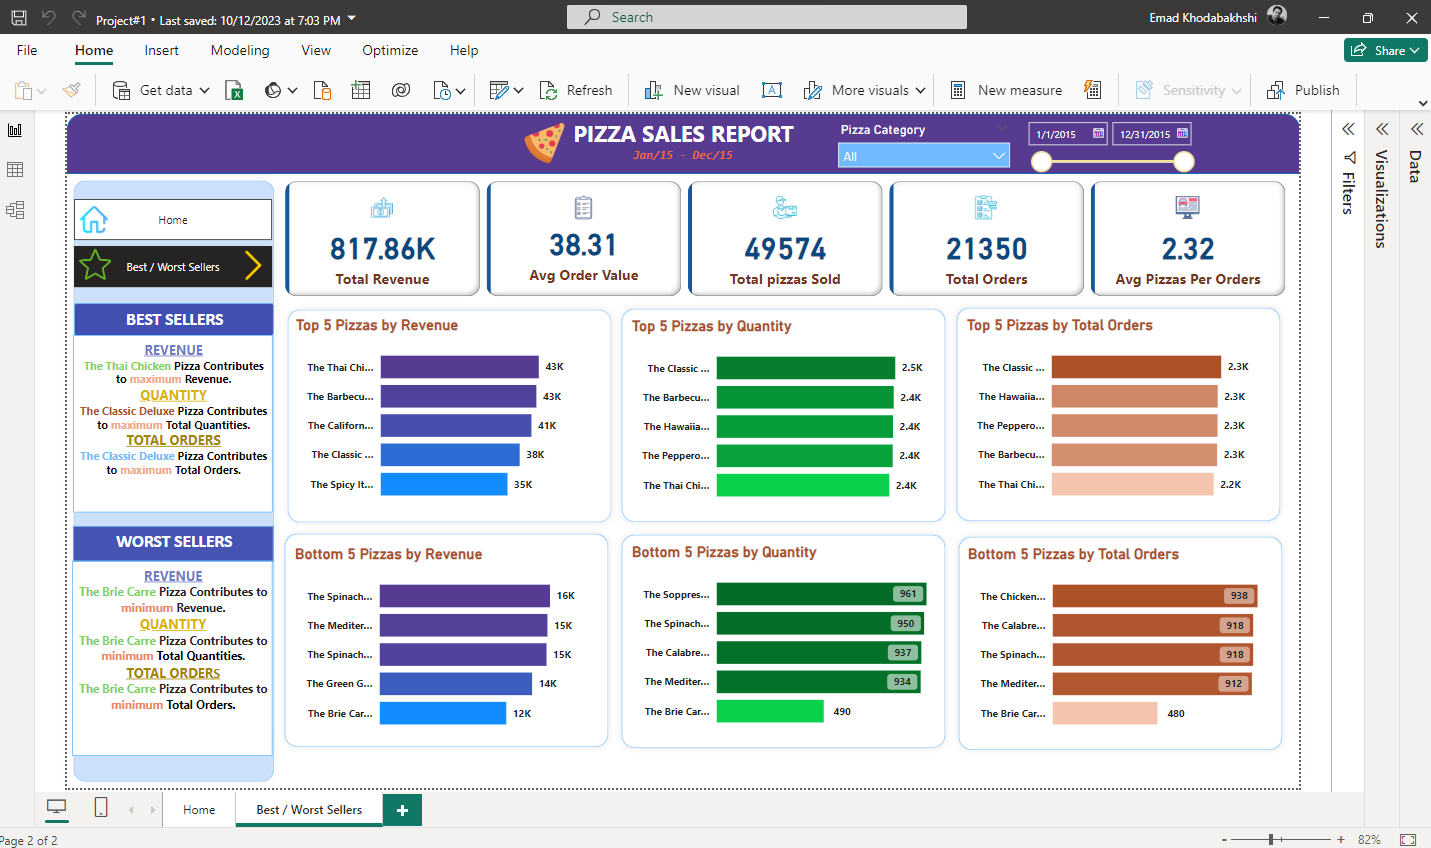 Project#1 • Last saved: 10/12/2023 at 7:03 PM
Search
Emad Khodabakhshi
File
Home
Insert
Modeling
View
Optimize
Help
Share
Get data
Refresh
New visual
A
More visuals
New measure
Sensitivity
Publish
PIZZA SALES REPORT
Jan/15 - Dec/15
Pizza Category
All
1/1/2015
12/31/2015
Filters
Visualizations
Data
Home
Best / Worst Sellers
817.86K
Total Revenue
38.31
Avg Order Value
49574
Total pizzas Sold
21350
Total Orders
2.32
Avg Pizzas Per Orders
BEST SELLERS
REVENUE
The Thai Chicken Pizza Contributes
to maximum Revenue.
QUANTITY
The Classic Deluxe Pizza Contributes
to maximum Total Quantities.
TOTAL ORDERS
The Classic Deluxe Pizza Contributes
to maximum Total Orders.
WORST SELLERS
REVENUE
The Brie Carre Pizza Contributes to
minimum Revenue.
QUANTITY
The Brie Carre Pizza Contributes to
minimum Total Quantities.
TOTAL ORDERS
The Brie Carre Pizza Contributes to
minimum Total Orders.
Top 5 Pizzas by Revenue
The Thai Chi... 43K
The Barbecu... 43K
The Californ... 41K
The Classic ... 38K
The Spicy It... 35K
Top 5 Pizzas by Quantity
The Classic ... 2.5K
The Barbecu... 2.4K
The Hawaiia... 2.4K
The Peppero... 2.4K
The Thai Chi... 2.4K
Top 5 Pizzas by Total Orders
The Classic ... 2.3K
The Hawaiia... 2.3K
The Peppero... 2.3K
The Barbecu... 2.3K
The Thai Chi... 2.2K
Bottom 5 Pizzas by Revenue
The Spinach... 16K
The Mediter... 15K
The Spinach... 15K
The Green G... 14K
The Brie Car... 12K
Bottom 5 Pizzas by Quantity
The Soppres... 961
The Spinach... 950
The Calabre... 937
The Mediter... 934
The Brie Car... 490
Bottom 5 Pizzas by Total Orders
The Chicken... 938
The Calabre... 918
The Spinach... 918
The Mediter... 912
The Brie Car... 480
Home
Best / Worst Sellers
Page 2 of 2
82%